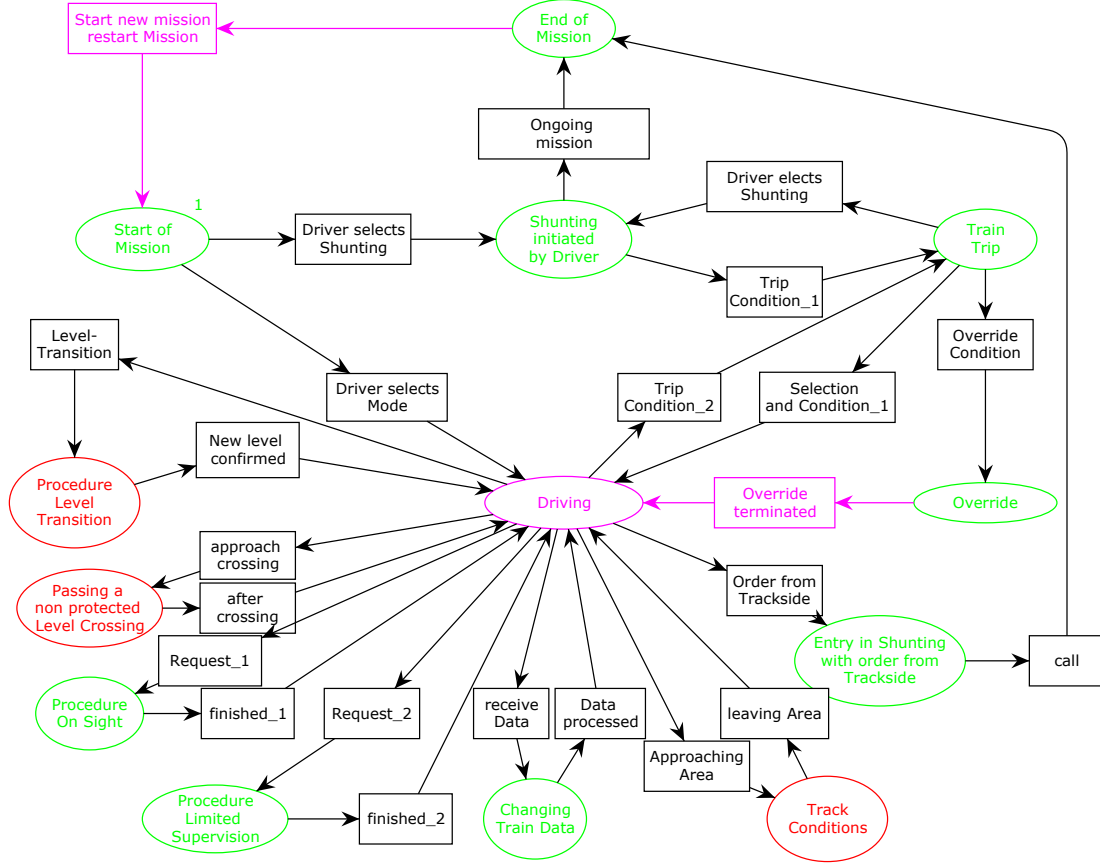 Start new mission
restart Mission
End of
Mission
Ongoing
mission
Driver elects
Shunting
1
Start of
Mission
Driver selects
Shunting
Shunting
initiated
by Driver
Train
Trip
Trip
Condition_1
Level-
Transition
Override
Condition
Driver selects
Mode
Trip
Condition_2
Selection
and Condition_1
New level
confirmed
Procedure
Level
Transition
Driving
Override
terminated
Override
approach
crossing
Order from
Trackside
Passing a
non protected
Level Crossing
after
crossing
Request_1
Entry in Shunting
with order from
Trackside
call
Procedure
On Sight
finished_1
Request_2
receive
Data
Data
processed
leaving Area
Approaching
Area
Procedure
Limited
Supervision
finished_2
Changing
Train Data
Track
Conditions